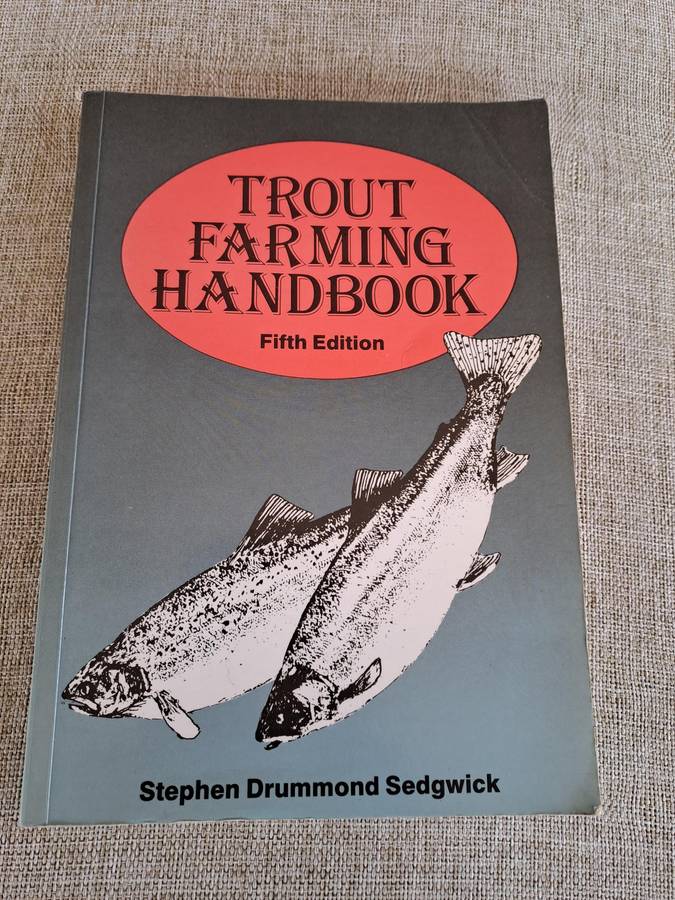 TROUT
FARMING
HANDBOOK
Fifth Edition
Stephen Drummond Sedgwick